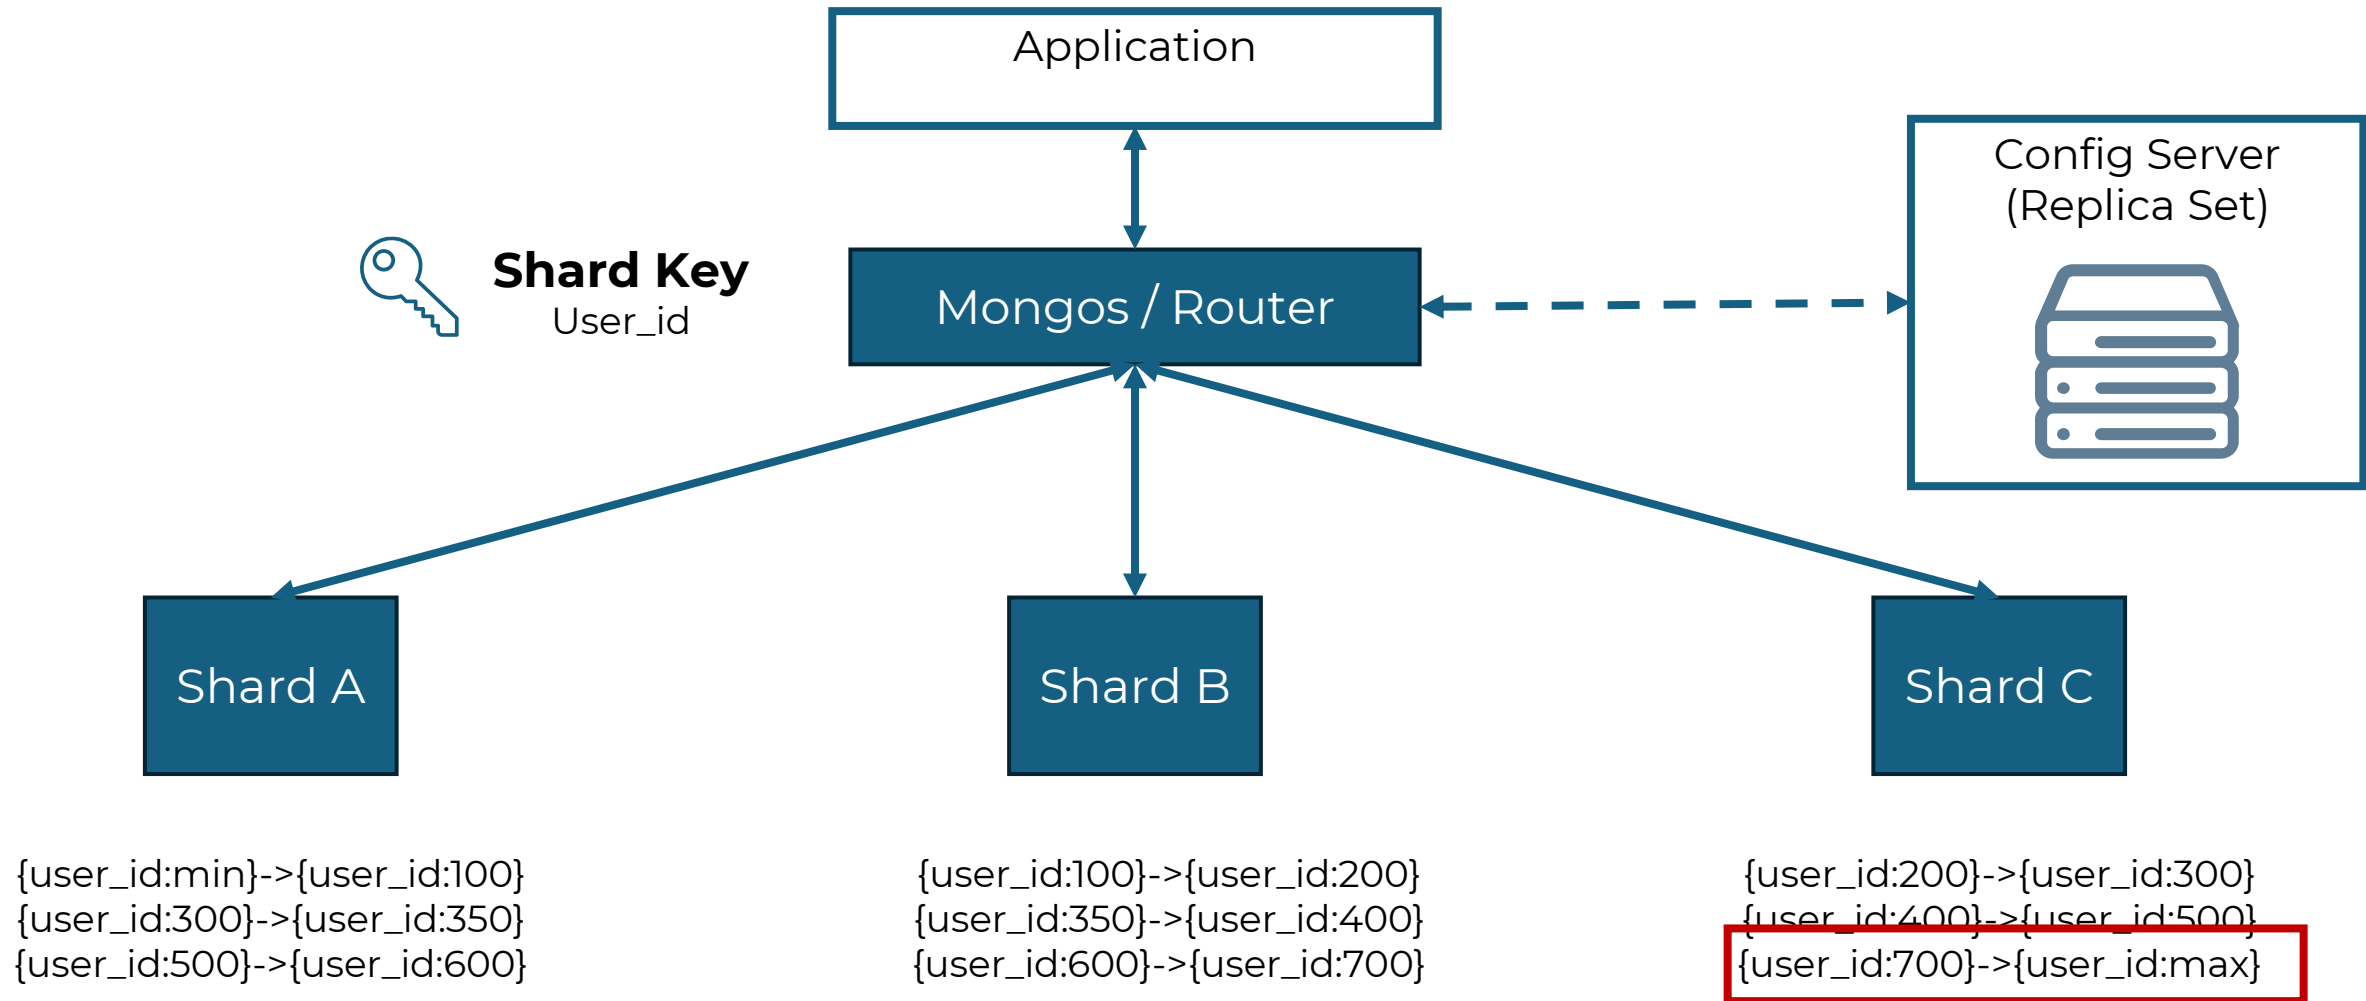 Application
Config Server
(Replica Set)
Shard Key
User_id
Mongos / Router
Shard A
Shard B
Shard C
{user_id:min}->{user_id:100}
{user_id:300}->{user_id:350}
{user_id:500}->{user_id:600}
{user_id:100}->{user_id:200}
{user_id:350}->{user_id:400}
{user_id:600}->{user_id:700}
{user_id:200}->{user_id:300}
{user_id:400}->{user_id:500}
{user_id:700}->{user_id:max}